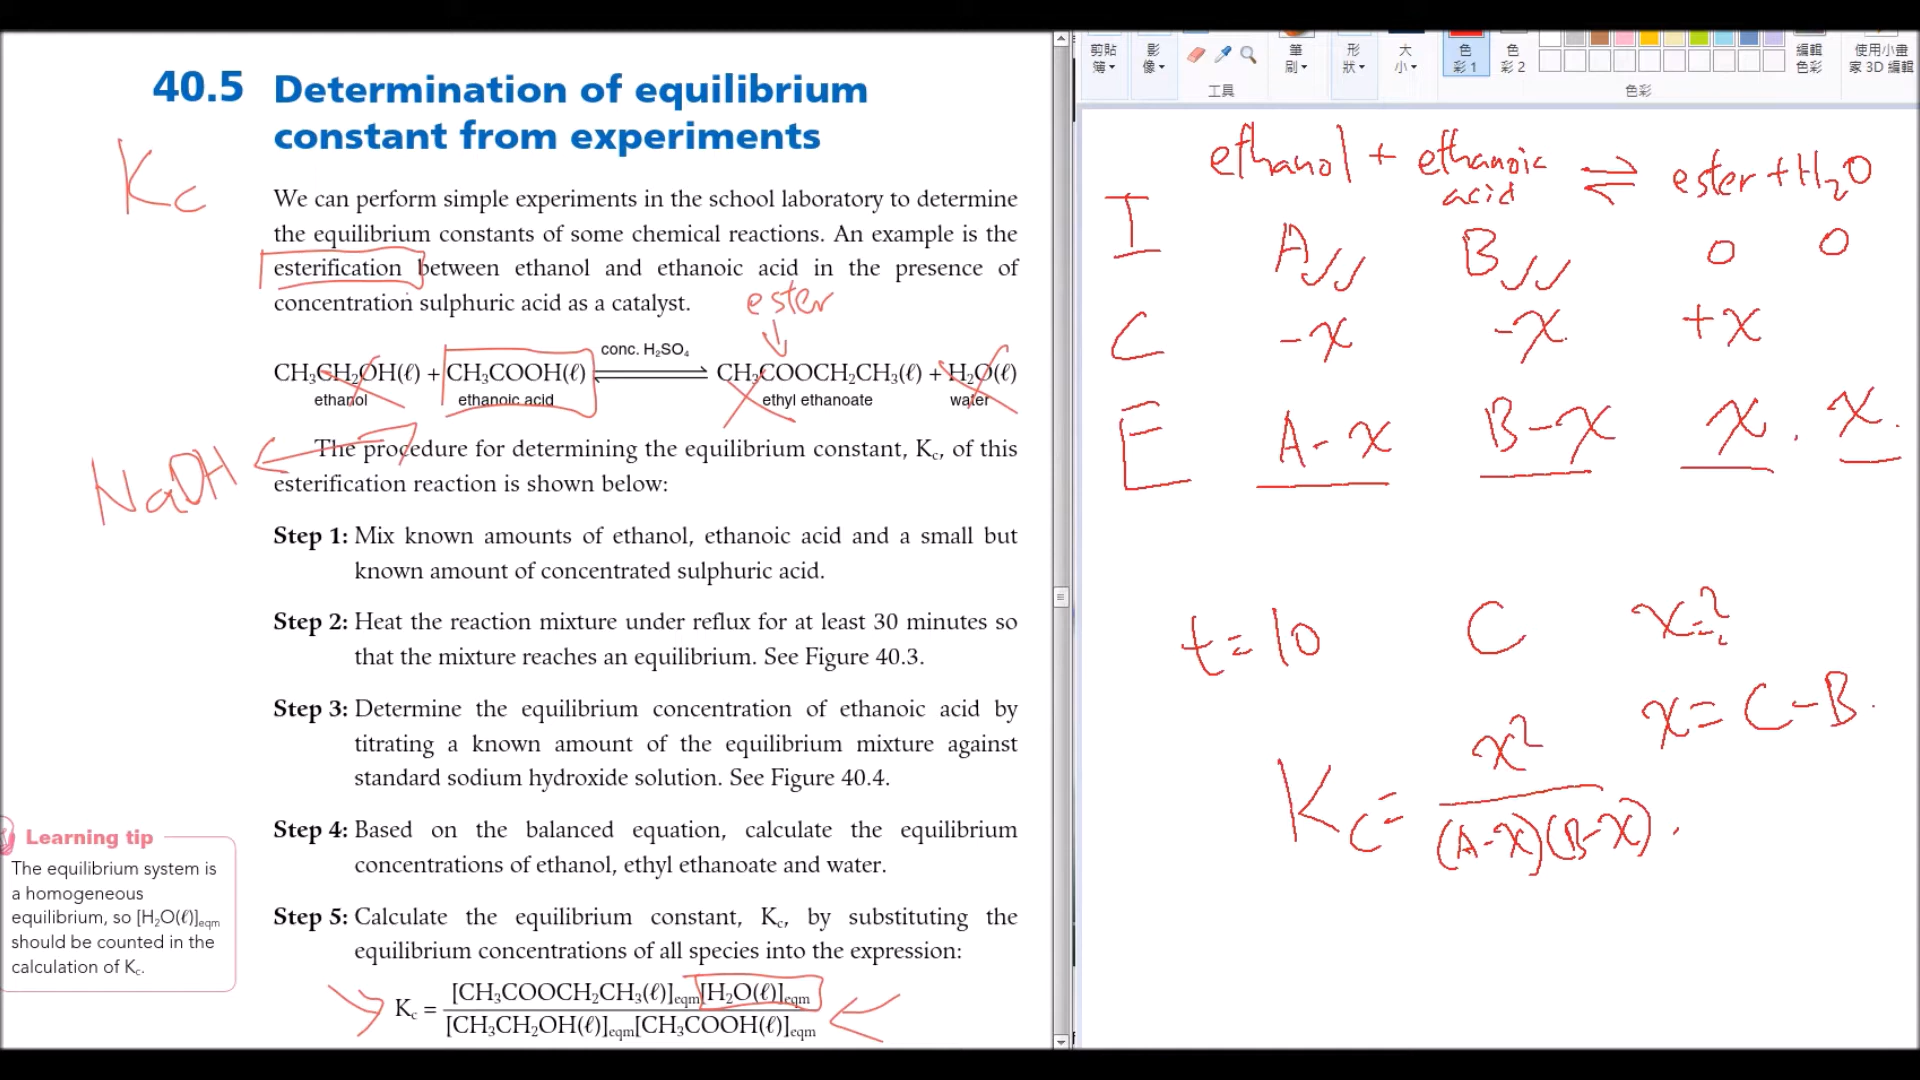 40.5 Determination of equilibrium
constant from experiments
Kc
We can perform simple experiments in the school laboratory to determine
the equilibrium constants of some chemical reactions. An example is the
esterification between ethanol and ethanoic acid in the presence of
concentration sulphuric acid as a catalyst.
ester
conc. H₂SO₄
CH₃CH₂OH(ℓ) + CH₃COOH(ℓ) ⇌ CH₃COOCH₂CH₃(ℓ) + H₂O(ℓ)
ethanol ethanoic acid ethyl ethanoate water
NaOH
The procedure for determining the equilibrium constant, Kc, of this
esterification reaction is shown below:
Step 1: Mix known amounts of ethanol, ethanoic acid and a small but
known amount of concentrated sulphuric acid.
Step 2: Heat the reaction mixture under reflux for at least 30 minutes so
that the mixture reaches an equilibrium. See Figure 40.3.
Step 3: Determine the equilibrium concentration of ethanoic acid by
titrating a known amount of the equilibrium mixture against
standard sodium hydroxide solution. See Figure 40.4.
Step 4: Based on the balanced equation, calculate the equilibrium
concentrations of ethanol, ethyl ethanoate and water.
Step 5: Calculate the equilibrium constant, Kc, by substituting the
equilibrium concentrations of all species into the expression:
Kc = [CH₃COOCH₂CH₃(ℓ)]eqm[H₂O(ℓ)]eqm
[CH₃CH₂OH(ℓ)]eqm[CH₃COOH(ℓ)]eqm
Learning tip
The equilibrium system is
a homogeneous
equilibrium, so [H₂O(ℓ)]eqm
should be counted in the
calculation of Kc.
剪貼簿 影像 工具 筆刷 形狀 大小 色彩 1 色彩 2 色彩 編輯色彩 使用小畫家 3D 編輯
ethanol + ethanoic acid ⇌ ester + H₂O
I A B 0 0
C -x -x +x
E A-x B-x x . x.
t=10 C x=?
x=C-B.
Kc= x²
(A-x)(B-x).